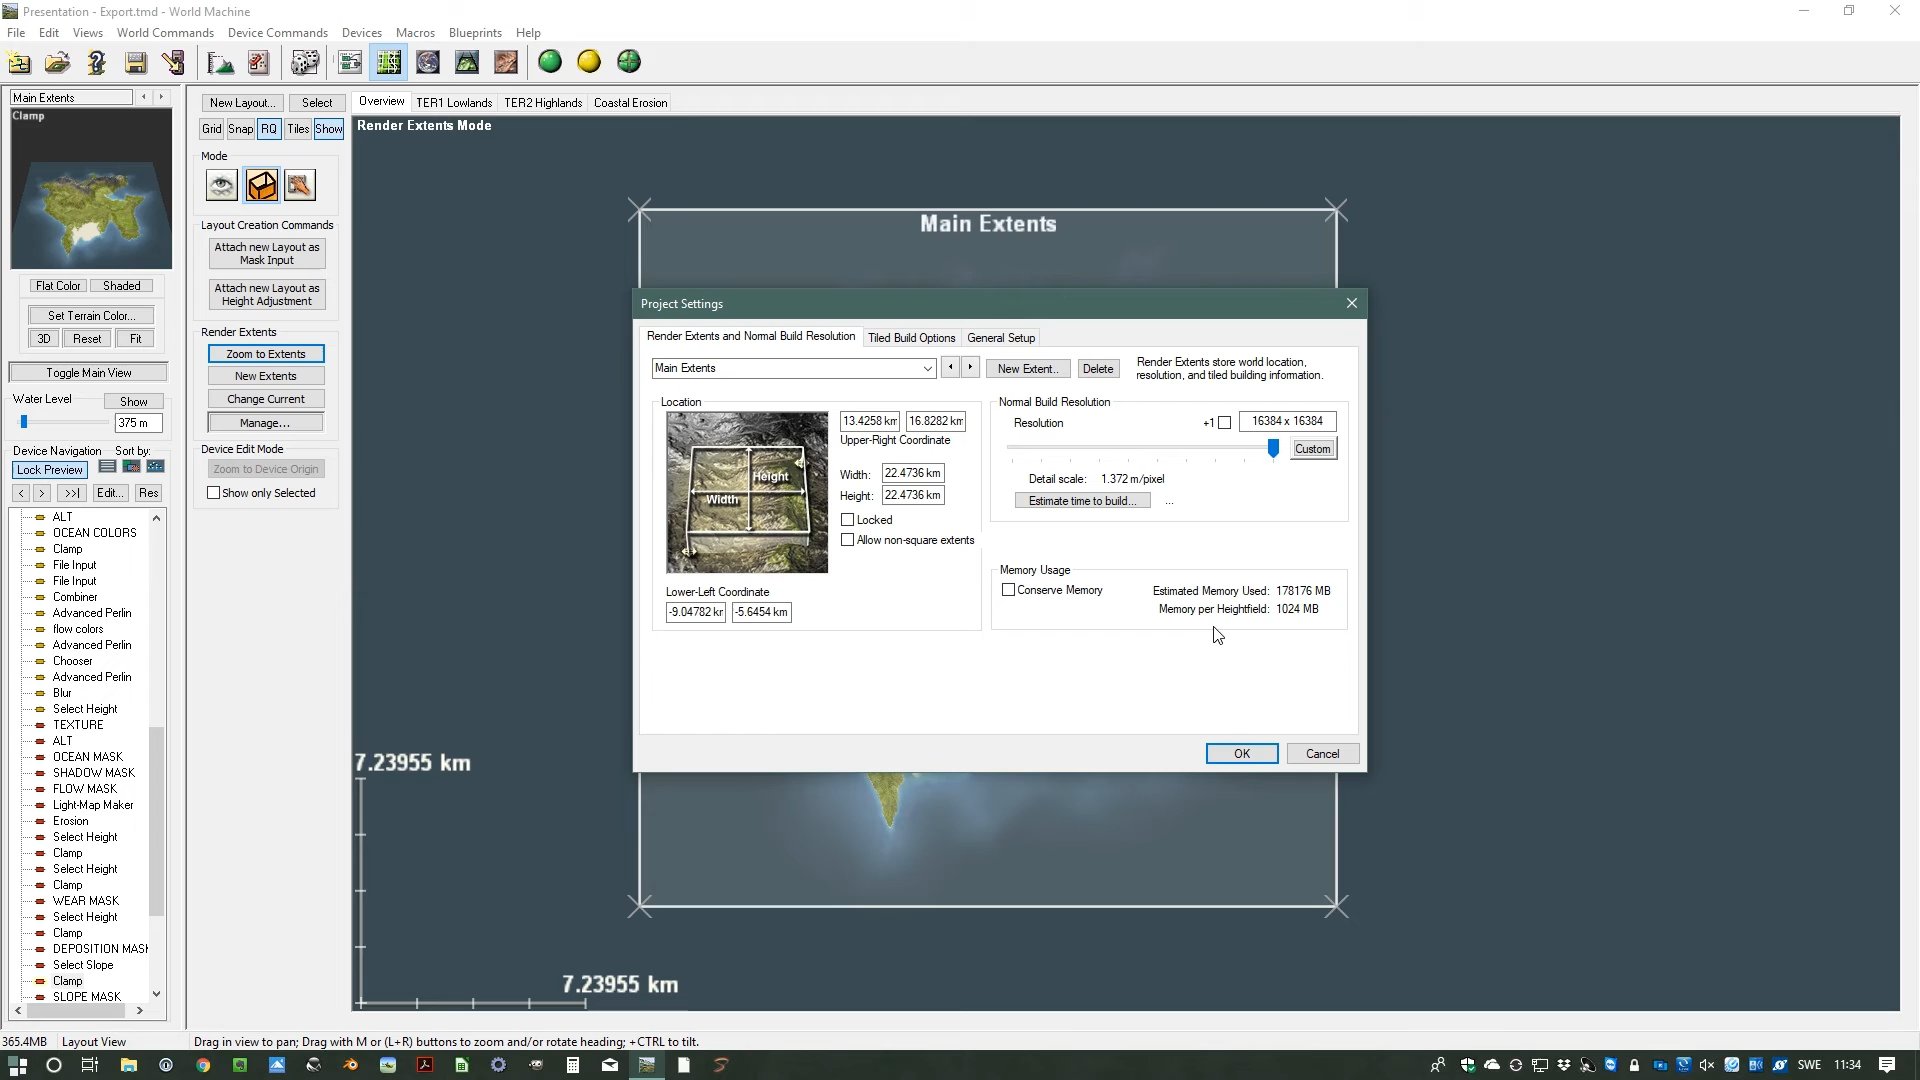 Presentation - Export.tmd - World Machine
File Edit Views World Commands Device Commands Devices Macros Blueprints Help
Main Extents
Clamp
Flat Color Shaded
Set Terrain Color...
3D Reset Fit
Toggle Main View
Water Level Show
375 m
Device Navigation Sort by:
Lock Preview
< > >>| Edit... Res
ALT
OCEAN COLORS
Clamp
File Input
File Input
Combiner
Advanced Perlin
flow colors
Advanced Perlin
Chooser
Advanced Perlin
Blur
Select Height
TEXTURE
ALT
OCEAN MASK
SHADOW MASK
FLOW MASK
Light-Map Maker
Erosion
Select Height
Clamp
Select Height
Clamp
WEAR MASK
Select Height
Clamp
DEPOSITION MASK
Select Slope
Clamp
SLOPE MASK
New Layout... Select
Grid Snap RQ Tiles Show
Mode
Layout Creation Commands
Attach new Layout as
Mask Input
Attach new Layout as
Height Adjustment
Render Extents
Zoom to Extents
New Extents
Change Current
Manage...
Device Edit Mode
Zoom to Device Origin
Show only Selected
Overview TER1 Lowlands TER2 Highlands Coastal Erosion
Render Extents Mode
Main Extents
7.23955 km
7.23955 km
Project Settings
Render Extents and Normal Build Resolution Tiled Build Options General Setup
Main Extents
New Extent.. Delete
Render Extents store world location,
resolution, and tiled building information.
Location
Height
Width
13.4258 km 16.8282 km
Upper-Right Coordinate
Width: 22.4736 km
Height: 22.4736 km
Locked
Allow non-square extents
Lower-Left Coordinate
-9.04782 kr -5.6454 km
Normal Build Resolution
Resolution +1 16384 x 16384
Custom
Detail scale: 1.372 m/pixel
Estimate time to build... ...
Memory Usage
Conserve Memory Estimated Memory Used: 178176 MB
Memory per Heightfield: 1024 MB
OK Cancel
365.4MB Layout View Drag in view to pan; Drag with M or (L+R) buttons to zoom and/or rotate heading; +CTRL to tilt.
SWE 11:34